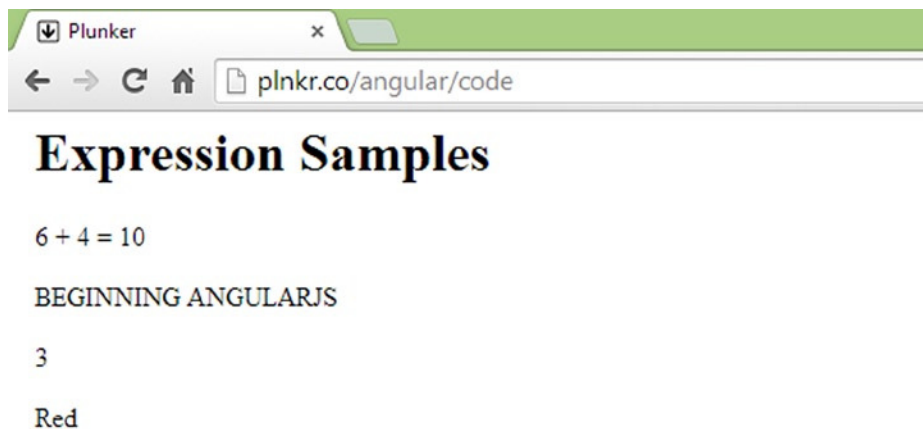 Plunker
plnkr.co/angular/code
Expression Samples
6 + 4 = 10
BEGINNING ANGULARJS
3
Red